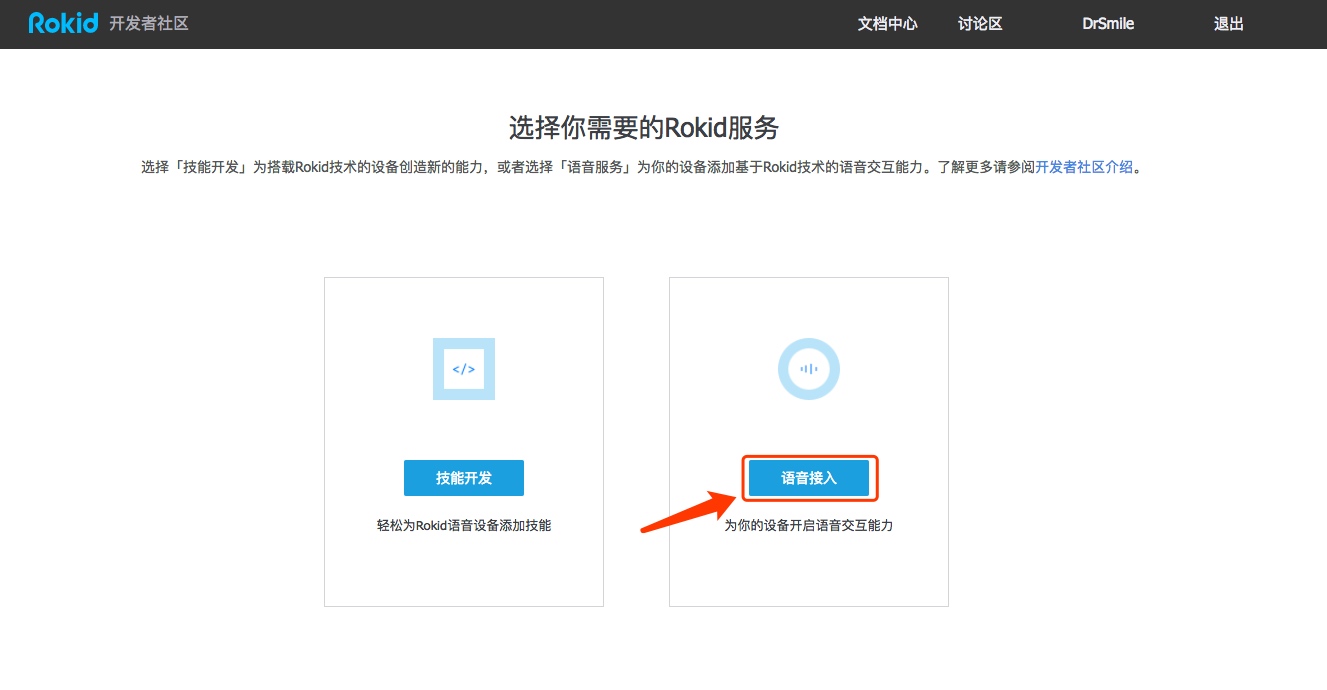 Rokid 开发者社区 文档中心 讨论区 DrSmile 退出
选择你需要的Rokid服务
选择「技能开发」为搭载Rokid技术的设备创造新的能力，或者选择「语音服务」为你的设备添加基于Rokid技术的语音交互能力。了解更多请参阅开发者社区介绍。
</>
技能开发
轻松为Rokid语音设备添加技能
语音接入
为你的设备开启语音交互能力